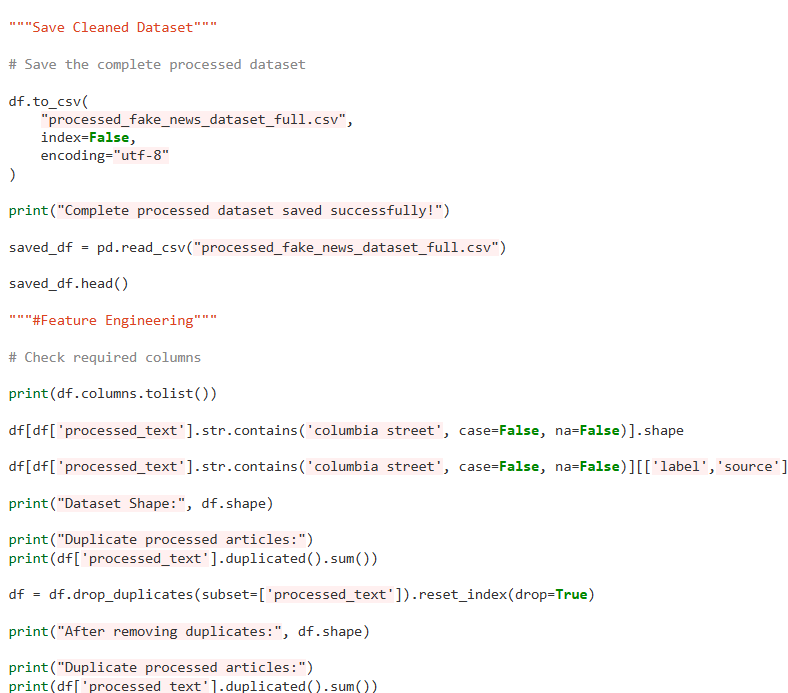 """Save Cleaned Dataset"""
# Save the complete processed dataset
df.to_csv(
    "processed_fake_news_dataset_full.csv",
    index=False,
    encoding="utf-8"
)
print("Complete processed dataset saved successfully!")
saved_df = pd.read_csv("processed_fake_news_dataset_full.csv")
saved_df.head()
"""#Feature Engineering"""
# Check required columns
print(df.columns.tolist())
df[df['processed_text'].str.contains('columbia street', case=False, na=False)].shape
df[df['processed_text'].str.contains('columbia street', case=False, na=False)][['label','source']
print("Dataset Shape:", df.shape)
print("Duplicate processed articles:")
print(df['processed_text'].duplicated().sum())
df = df.drop_duplicates(subset=['processed_text']).reset_index(drop=True)
print("After removing duplicates:", df.shape)
print("Duplicate processed articles:")
print(df['processed_text'].duplicated().sum())